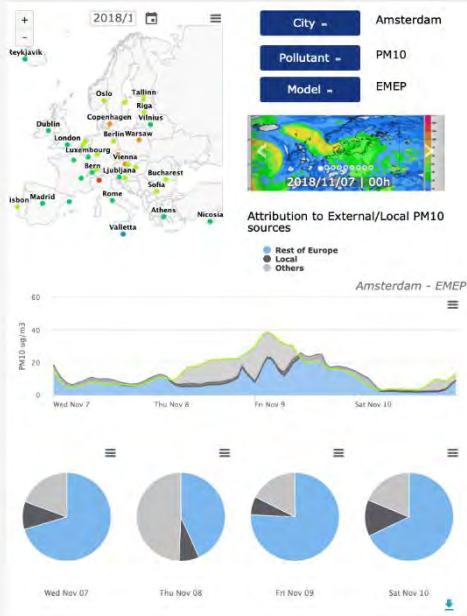 +
2018/1
-
Reykjavik
Oslo
Tallinn
Riga
Copenhagen
Vilnius
Dublin
Berlin
Warsaw
London
Luxembourg
Vienna
Bern
Ljubljana
Bucharest
Sofia
isbon
Madrid
Rome
Athens
Nicosia
Valletta
City
Amsterdam
Pollutant
PM10
Model
EMEP
2018/11/07 | 00h
Attribution to External/Local PM10
sources
Rest of Europe
Local
Others
Amsterdam - EMEP
60
40
20
0
PM10 ug/m3
Wed Nov 7
Thu Nov 8
Fri Nov 9
Sat Nov 10
Wed Nov 07
Thu Nov 08
Fri Nov 09
Sat Nov 10